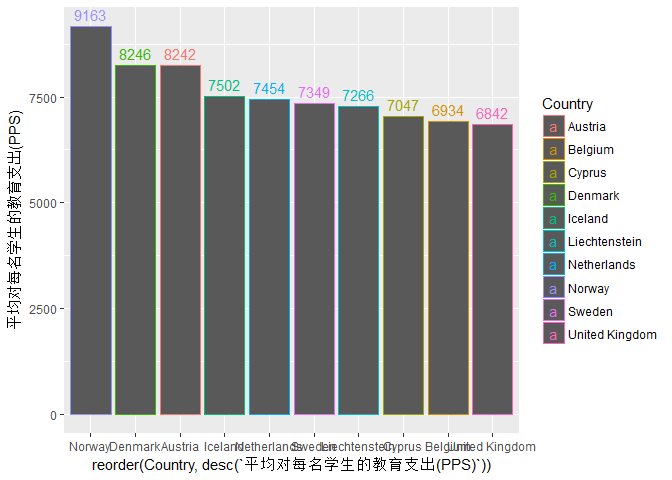 9163
8246
8242
7502
7454
7349
7266
7047
6934
6842
7500
5000
2500
0
平均对每名学生的教育支出(PPS)
Norway Denmark Austria Iceland Netherlands Sweden Liechtenstein Cyprus Belgium United Kingdom
reorder(Country, desc(`平均对每名学生的教育支出(PPS)`))
Country
a Austria
a Belgium
a Cyprus
a Denmark
a Iceland
a Liechtenstein
a Netherlands
a Norway
a Sweden
a United Kingdom